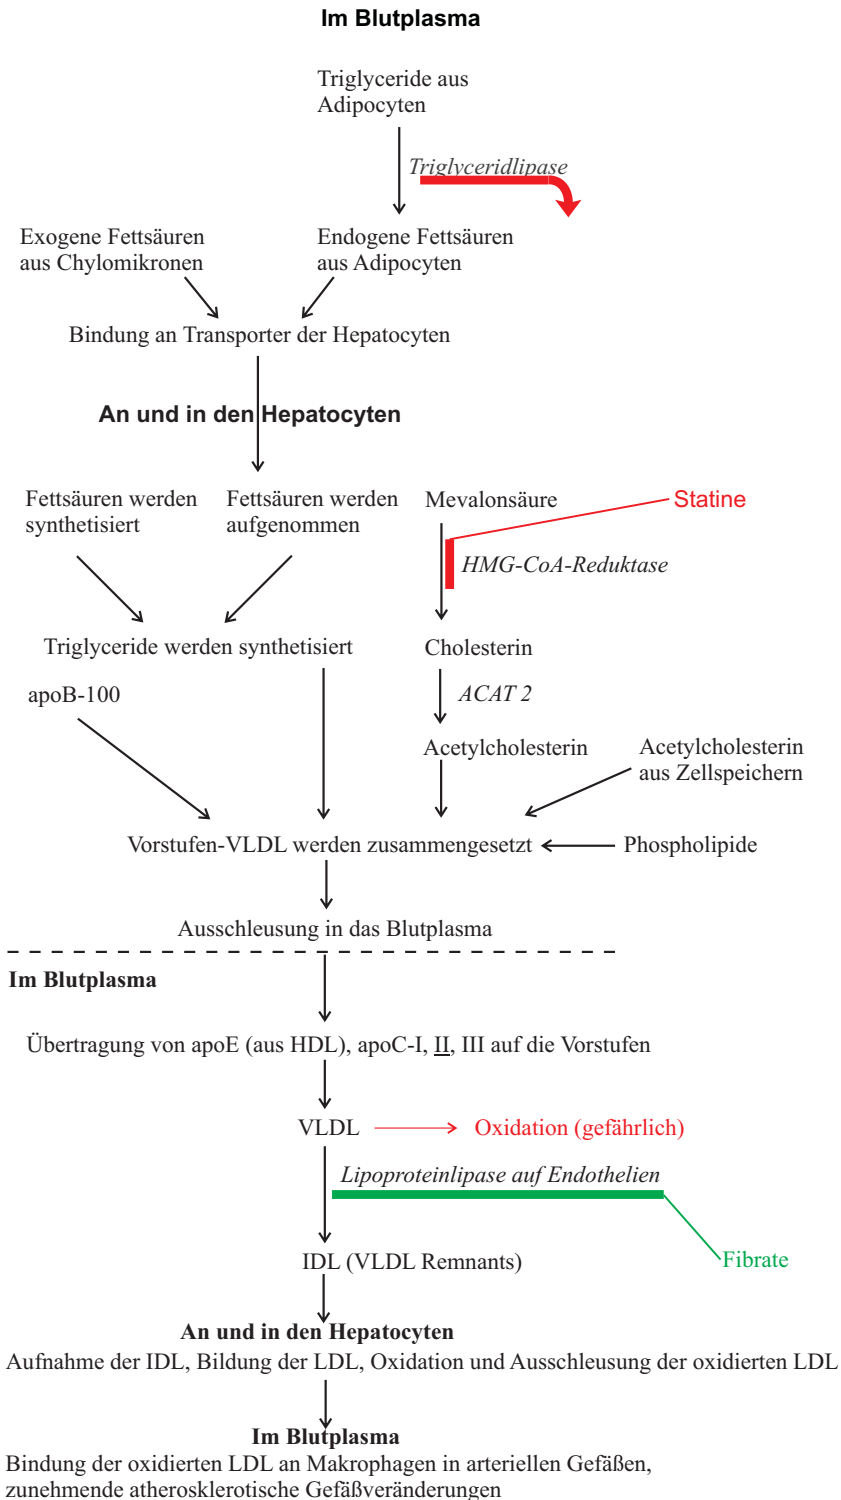 Im Blutplasma
Triglyceride aus
Adipocyten
Triglyceridlipase
Exogene Fettsäuren
aus Chylomikronen
Endogene Fettsäuren
aus Adipocyten
Bindung an Transporter der Hepatocyten
An und in den Hepatocyten
Fettsäuren werden
synthetisiert
Fettsäuren werden
aufgenommen
Mevalonsäure
Statine
HMG-CoA-Reduktase
Triglyceride werden synthetisiert
Cholesterin
apoB-100
ACAT 2
Acetylcholesterin
Acetylcholesterin
aus Zellspeichern
Vorstufen-VLDL werden zusammengesetzt
Phospholipide
Ausschleusung in das Blutplasma
Im Blutplasma
Übertragung von apoE (aus HDL), apoC-I, II, III auf die Vorstufen
VLDL
Oxidation (gefährlich)
Lipoproteinlipase auf Endothelien
IDL (VLDL Remnants)
Fibrate
An und in den Hepatocyten
Aufnahme der IDL, Bildung der LDL, Oxidation und Ausschleusung der oxidierten LDL
Im Blutplasma
Bindung der oxidierten LDL an Makrophagen in arteriellen Gefäßen,
zunehmende atherosklerotische Gefäßveränderungen